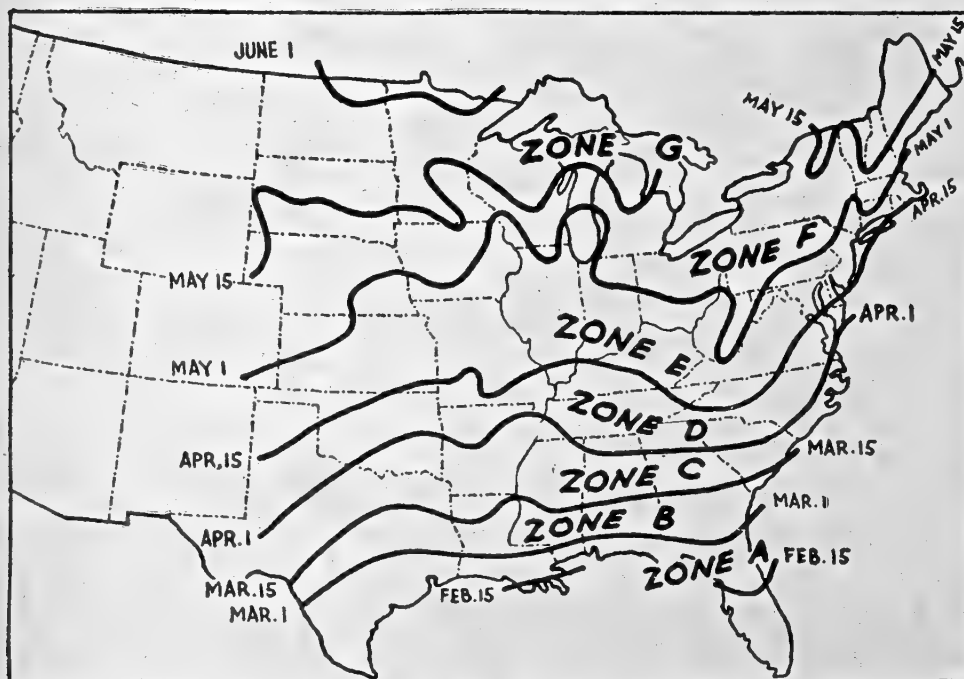 JUNE 1
MAY 15
MAY 15
MAY 1
APR.15
ZONE G
ZONE F
MAY 15
ZONE E
APR.1
MAY 1
ZONE D
APR,15
MAR.15
ZONE C
MAR.1
APR.1
ZONE B
ZONE A
FEB.15
MAR.15
FEB.15
MAR.1